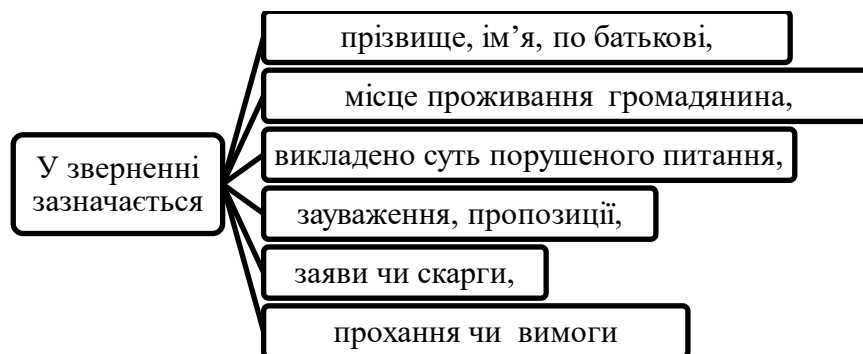 прізвище, ім’я, по батькові,
місце проживання громадянина,
У зверненні
зазначається
викладено суть порушеного питання,
зауваження, пропозиції,
заяви чи скарги,
прохання чи вимоги